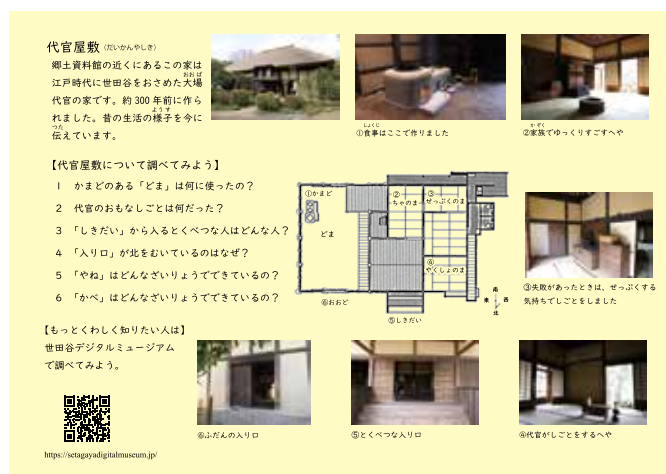 代官屋敷(だいかんやしき)
郷土資料館の近くにあるこの家は
江戸時代に世田谷をおさめた大場
おおば
代官の家です。約300年前に作ら
れました。昔の生活の様子を今に
ようす
伝えています。
つた
①食事はここで作りました
しょくじ
②家族でゆっくりすごすへや
かぞく
【代官屋敷について調べてみよう】
1 かまどのある「どま」は何に使ったの?
2 代官のおもなしごとは何だった?
3 「しきだい」から入るとくべつな人はどんな人?
4 「入り口」が北をむいているのはなぜ?
5 「やね」はどんなざいりょうでできているの?
6 「かべ」はどんなざいりょうでできているの?
①かまど
②
ちゃのま
③
せっぷくのま
どま
④
やくしょのま
⑥おおど
⑤しきだい
南
東 西
北
③失敗があったときは、せっぷくする
気持ちでしごとをしました
【もっとくわしく知りたい人は】
世田谷デジタルミュージアム
で調べてみよう。
https://setagayadigitalmuseum.jp/
⑥ふだんの入り口
⑤とくべつな入り口
④代官がしごとをするへや